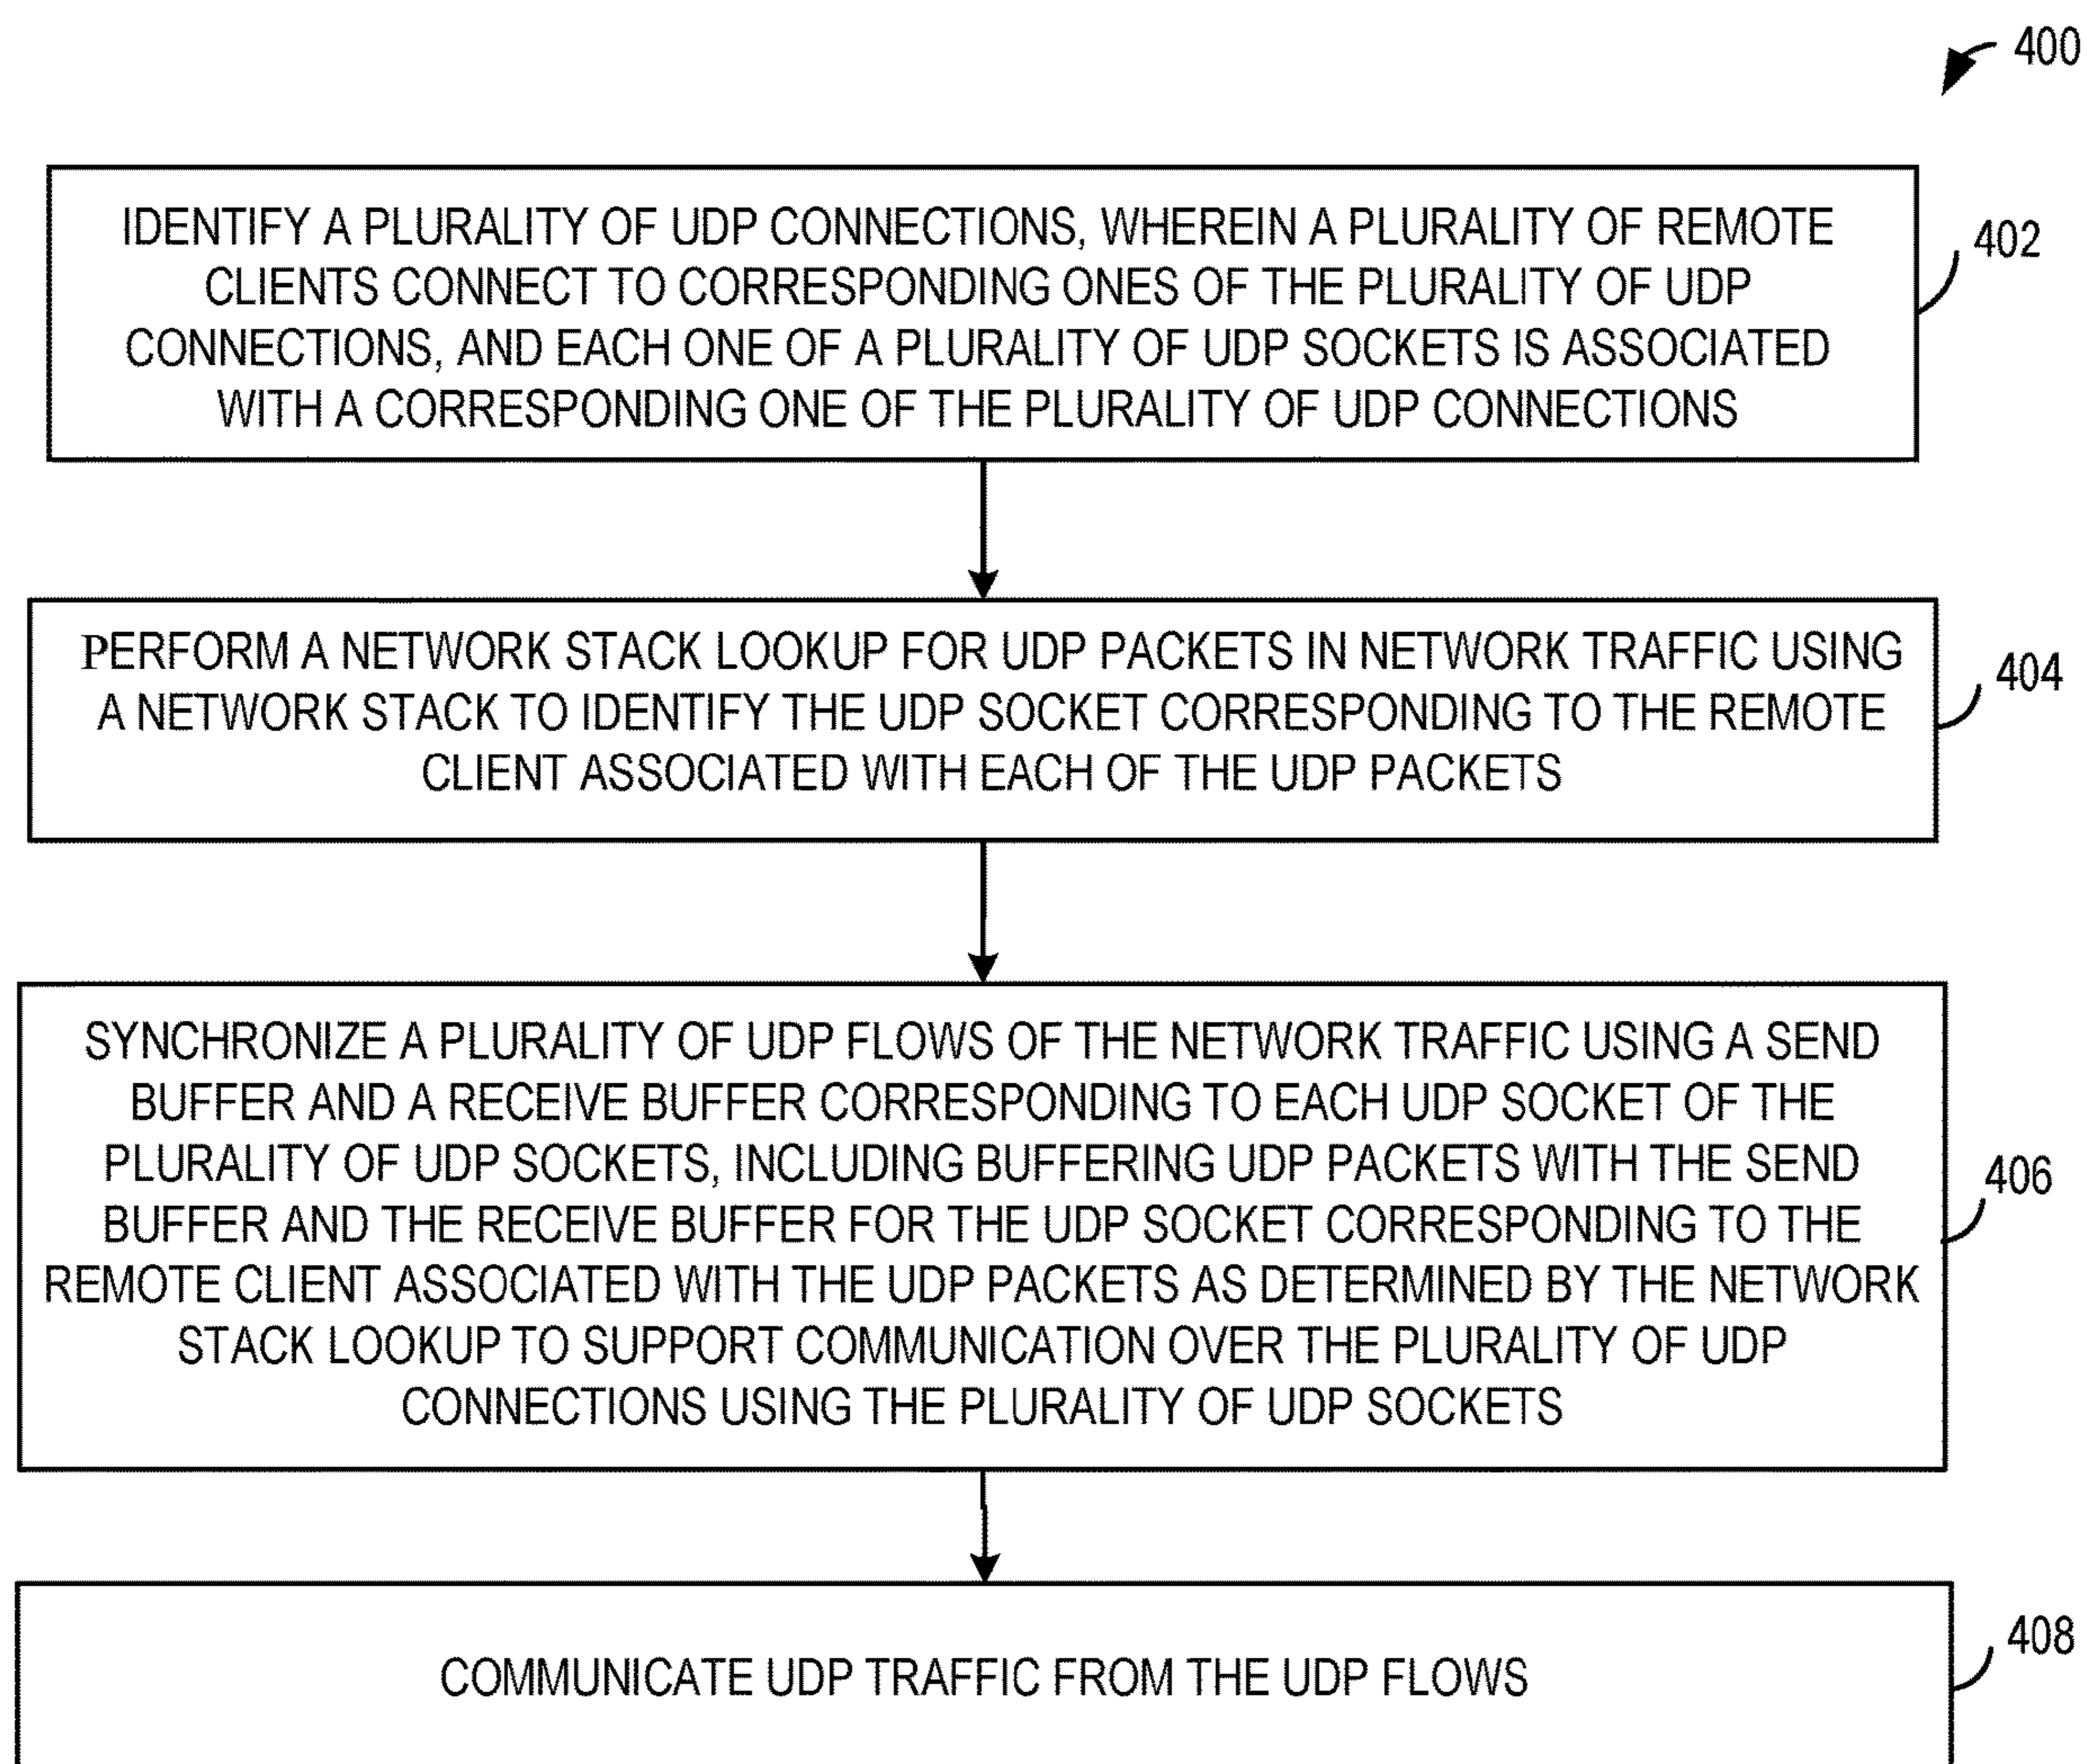 400
IDENTIFY A PLURALITY OF UDP CONNECTIONS, WHEREIN A PLURALITY OF REMOTE
CLIENTS CONNECT TO CORRESPONDING ONES OF THE PLURALITY OF UDP
CONNECTIONS, AND EACH ONE OF A PLURALITY OF UDP SOCKETS IS ASSOCIATED
WITH A CORRESPONDING ONE OF THE PLURALITY OF UDP CONNECTIONS
402
PERFORM A NETWORK STACK LOOKUP FOR UDP PACKETS IN NETWORK TRAFFIC USING
A NETWORK STACK TO IDENTIFY THE UDP SOCKET CORRESPONDING TO THE REMOTE
CLIENT ASSOCIATED WITH EACH OF THE UDP PACKETS
404
SYNCHRONIZE A PLURALITY OF UDP FLOWS OF THE NETWORK TRAFFIC USING A SEND
BUFFER AND A RECEIVE BUFFER CORRESPONDING TO EACH UDP SOCKET OF THE
PLURALITY OF UDP SOCKETS, INCLUDING BUFFERING UDP PACKETS WITH THE SEND
BUFFER AND THE RECEIVE BUFFER FOR THE UDP SOCKET CORRESPONDING TO THE
REMOTE CLIENT ASSOCIATED WITH THE UDP PACKETS AS DETERMINED BY THE NETWORK
STACK LOOKUP TO SUPPORT COMMUNICATION OVER THE PLURALITY OF UDP
CONNECTIONS USING THE PLURALITY OF UDP SOCKETS
406
COMMUNICATE UDP TRAFFIC FROM THE UDP FLOWS
408